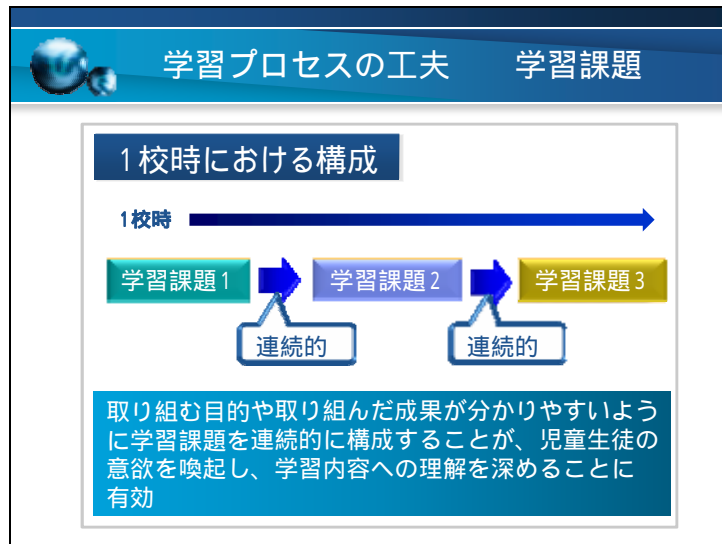 学習プロセスの工夫　学習課題
1校時における構成
1校時
学習課題1
学習課題2
学習課題3
連続的
連続的
取り組む目的や取り組んだ成果が分かりやすいよう
に学習課題を連続的に構成することが、児童生徒の
意欲を喚起し、学習内容への理解を深めることに
有効